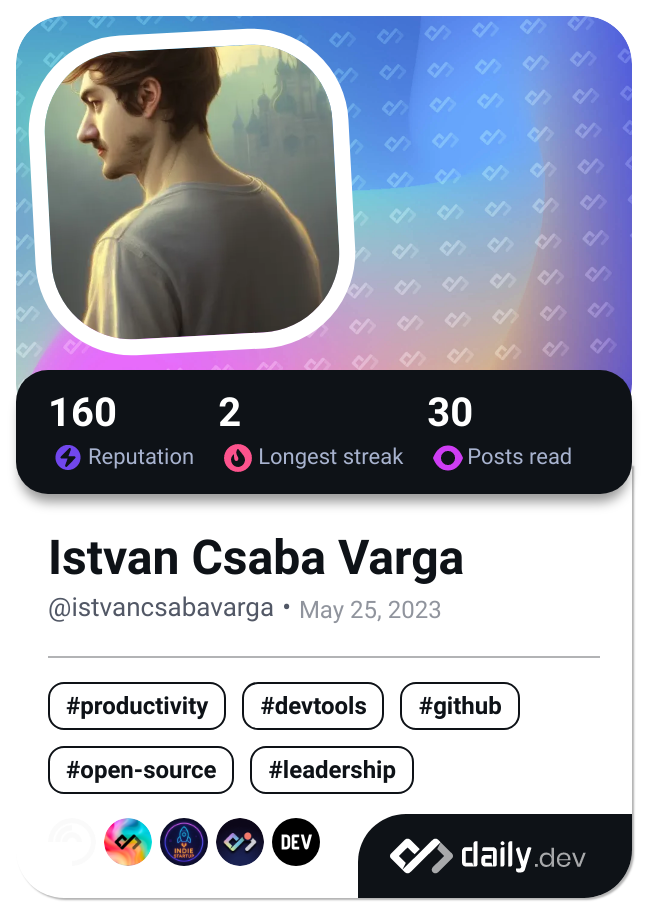 160 2 30
Reputation Longest streak Posts read
Istvan Csaba Varga
@istvancsabavarga • May 25, 2023
#productivity #devtools #github
#open-source #leadership
INDIE
STARTUP
DEV
daily.dev